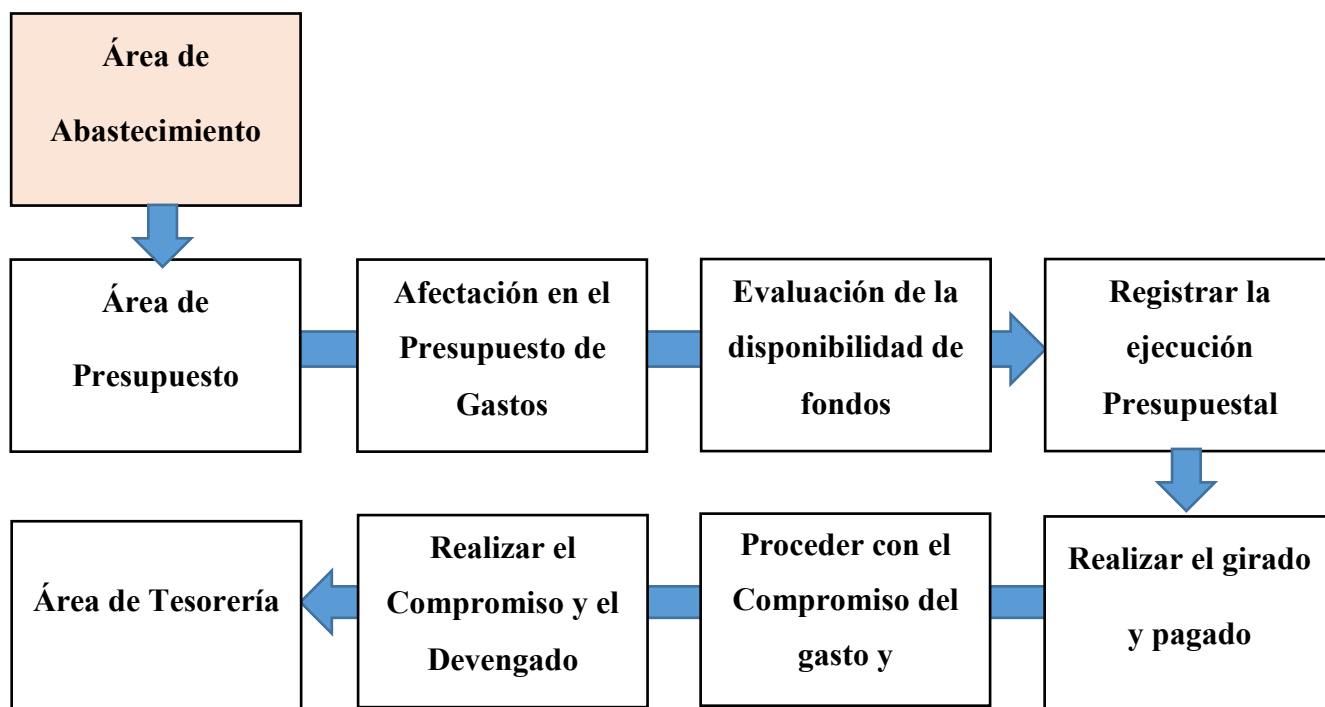 Área de
Abastecimiento
Área de
Presupuesto
Afectación en el
Presupuesto de
Gastos
Evaluación de la
disponibilidad de
fondos
Registrar la
ejecución
Presupuestal
Realizar el girado
y pagado
Proceder con el
Compromiso del
gasto y
Realizar el
Compromiso y el
Devengado
Área de Tesorería